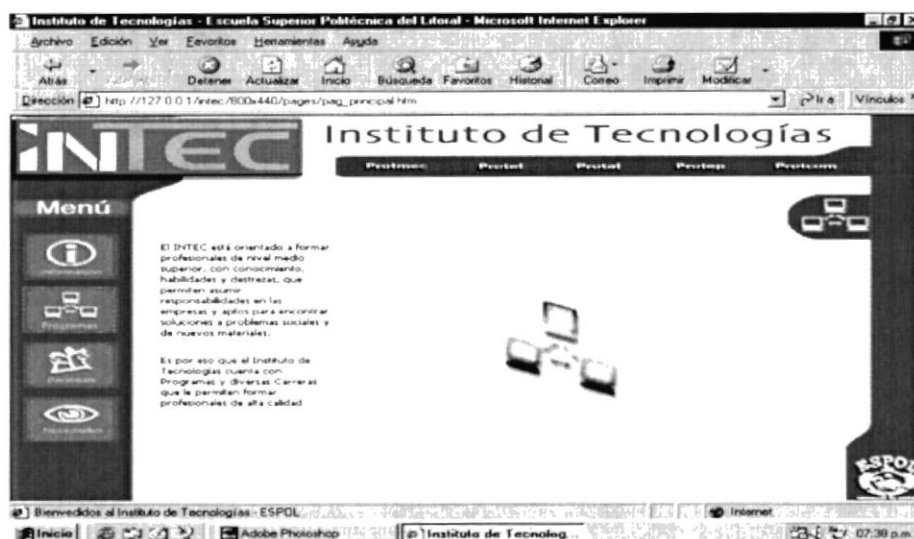 Instituto de Tecnologías - Escuela Superior Politécnica del Litoral - Microsoft Internet Explorer
Archivo Edición Ver Favoritos Herramientas Ayuda
Atrás Detener Actualizar Inicio Búsqueda Favoritos Historial Correo Imprimir Modificar
Dirección http://127.0.0.1/intec/800x440/pages/pag_principal.htm Ir a Vínculos
INTEC
Instituto de Tecnologías
Protmec Protel Protal Protep Protcom
Menú
El INTEC está orientado a formar
profesionales de nivel medio
superior, con conocimiento,
habilidades y destrezas, que
permiten asumir
responsabilidades en las
empresas y aptos para encontrar
soluciones a problemas sociales y
de nuevos materiales.
Es por eso que el Instituto de
Tecnologías cuenta con
Programas y diversas Carreras
que le permiten formar
profesionales de alta calidad
Programas
ESPOL
Bienvenidos al Instituto de Tecnologías - ESPOL Internet
Inicio Adobe Photoshop Instituto de Tecnolog... 07:38 p.m.